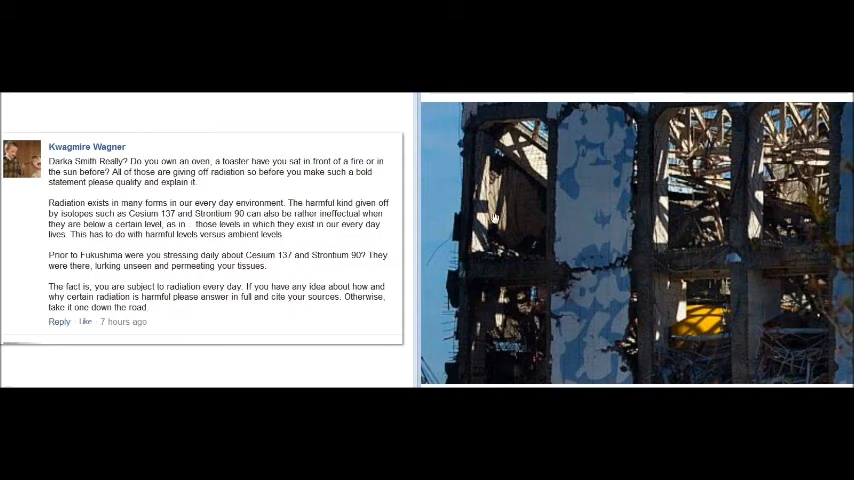 Kwagmire Wagner
Darka Smith Really? Do you own an oven, a toaster have you sat in front of a fire or in
the sun before? All of those are giving off radiation so before you make such a bold
statement please qualify and explain it.
Radiation exists in many forms in our every day environment. The harmful kind given off
by isotopes such as Cesium 137 and Strontium 90 can also be rather ineffectual when
they are below a certain level, as in... those levels in which they exist in our every day
lives. This has to do with harmful levels versus ambient levels.
Prior to Fukushima were you stressing daily about Cesium 137 and Strontium 90? They
were there, lurking unseen and permeating your tissues.
The fact is, you are subject to radiation every day. If you have any idea about how and
why certain radiation is harmful please answer in full and cite your sources. Otherwise,
take it one down the road.
Reply · Like · 7 hours ago